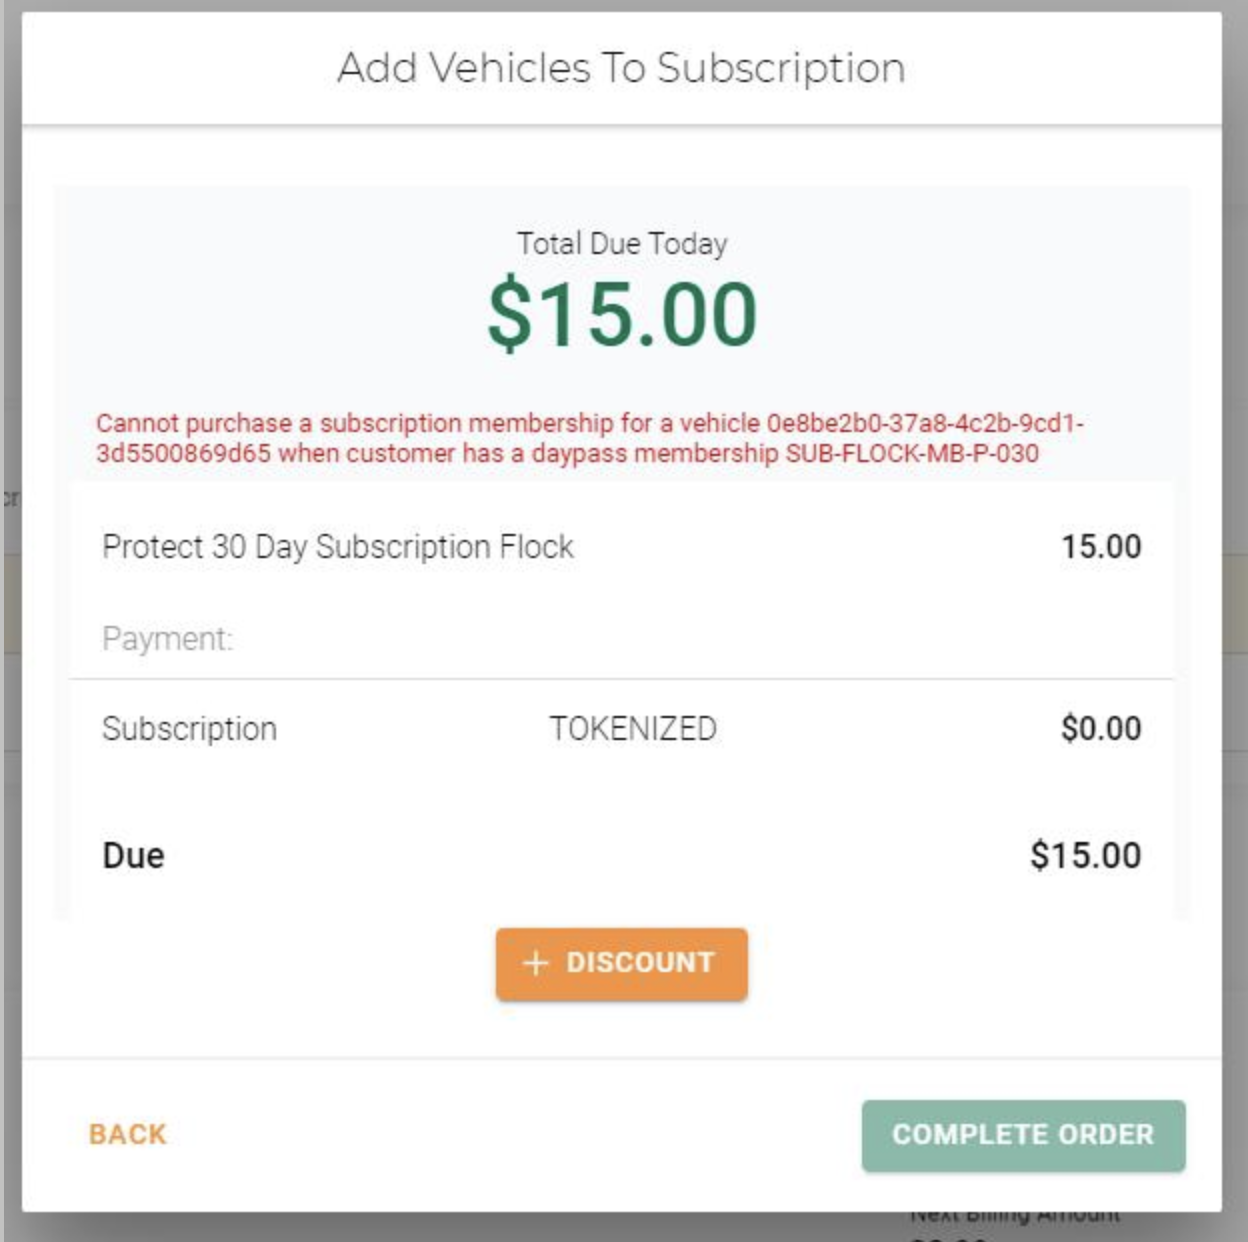 Add Vehicles To Subscription
Total Due Today
$15.00
Cannot purchase a subscription membership for a vehicle 0e8be2b0-37a8-4c2b-9cd1-
3d5500869d65 when customer has a daypass membership SUB-FLOCK-MB-P-030
Protect 30 Day Subscription Flock 15.00
Payment:
Subscription TOKENIZED $0.00
Due $15.00
+ DISCOUNT
BACK COMPLETE ORDER
Next Billing Amount